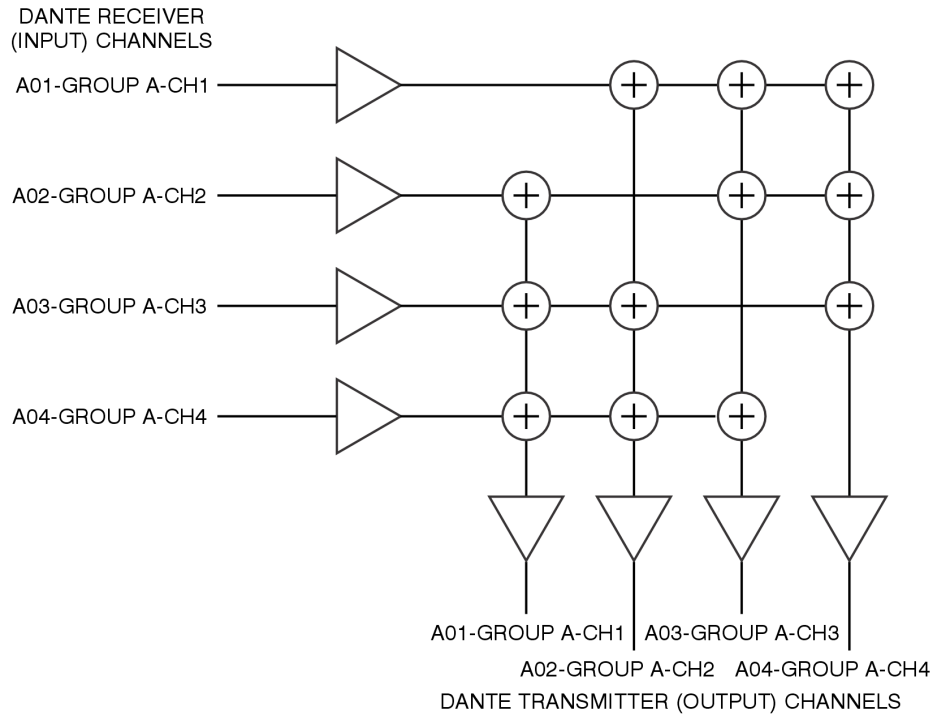 DANTE RECEIVER
(INPUT) CHANNELS
A01-GROUP A-CH1
A02-GROUP A-CH2
A03-GROUP A-CH3
A04-GROUP A-CH4
A01-GROUP A-CH1
A03-GROUP A-CH3
A02-GROUP A-CH2
A04-GROUP A-CH4
DANTE TRANSMITTER (OUTPUT) CHANNELS